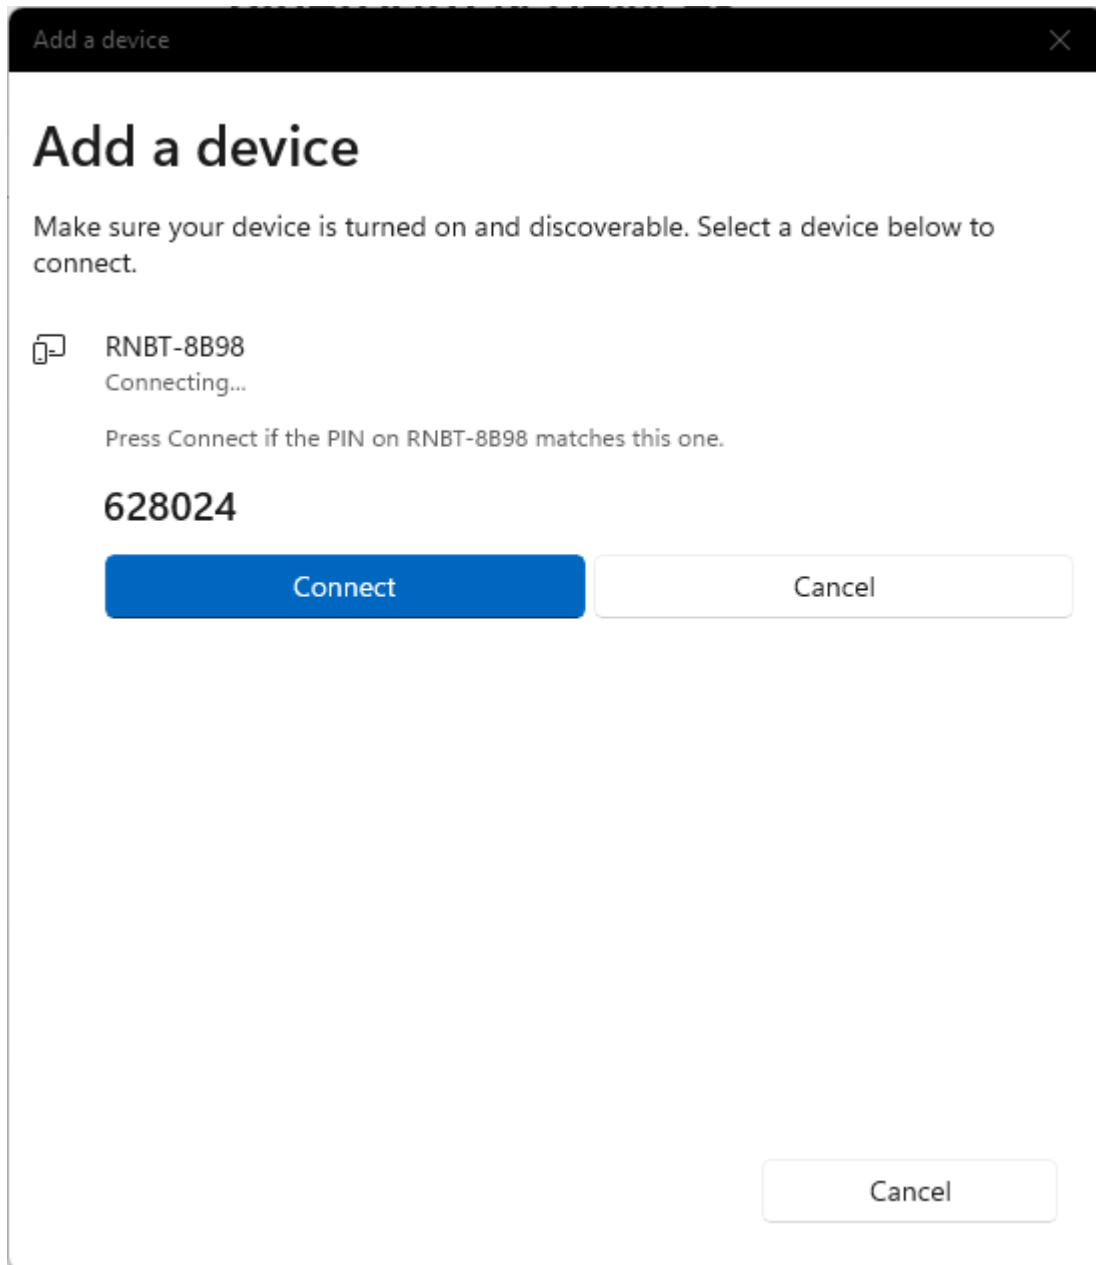 Add a device
Add a device
Make sure your device is turned on and discoverable. Select a device below to
connect.
RNBT-8B98
Connecting...
Press Connect if the PIN on RNBT-8B98 matches this one.
628024
Connect
Cancel
Cancel